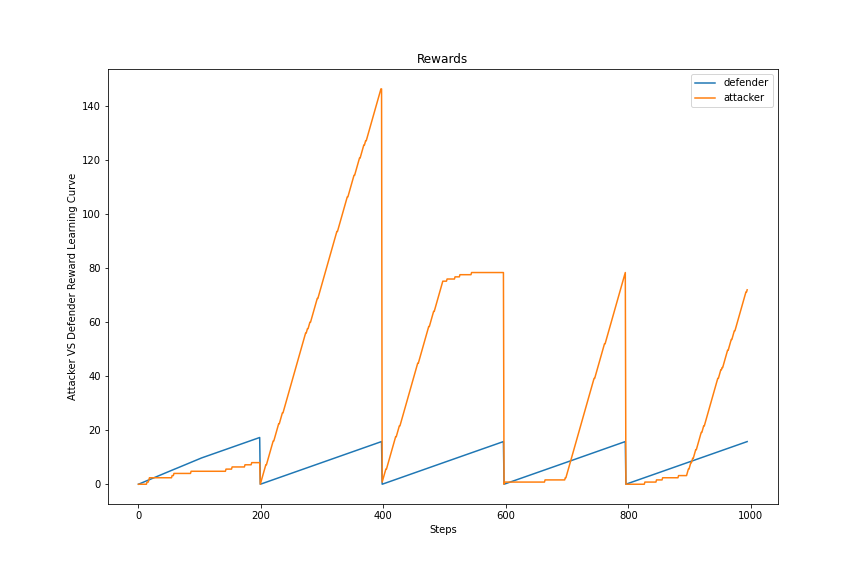 Rewards
defender
attacker
Attacker VS Defender Reward Learning Curve
140
120
100
80
60
40
20
0
0 200 400 600 800 1000
Steps